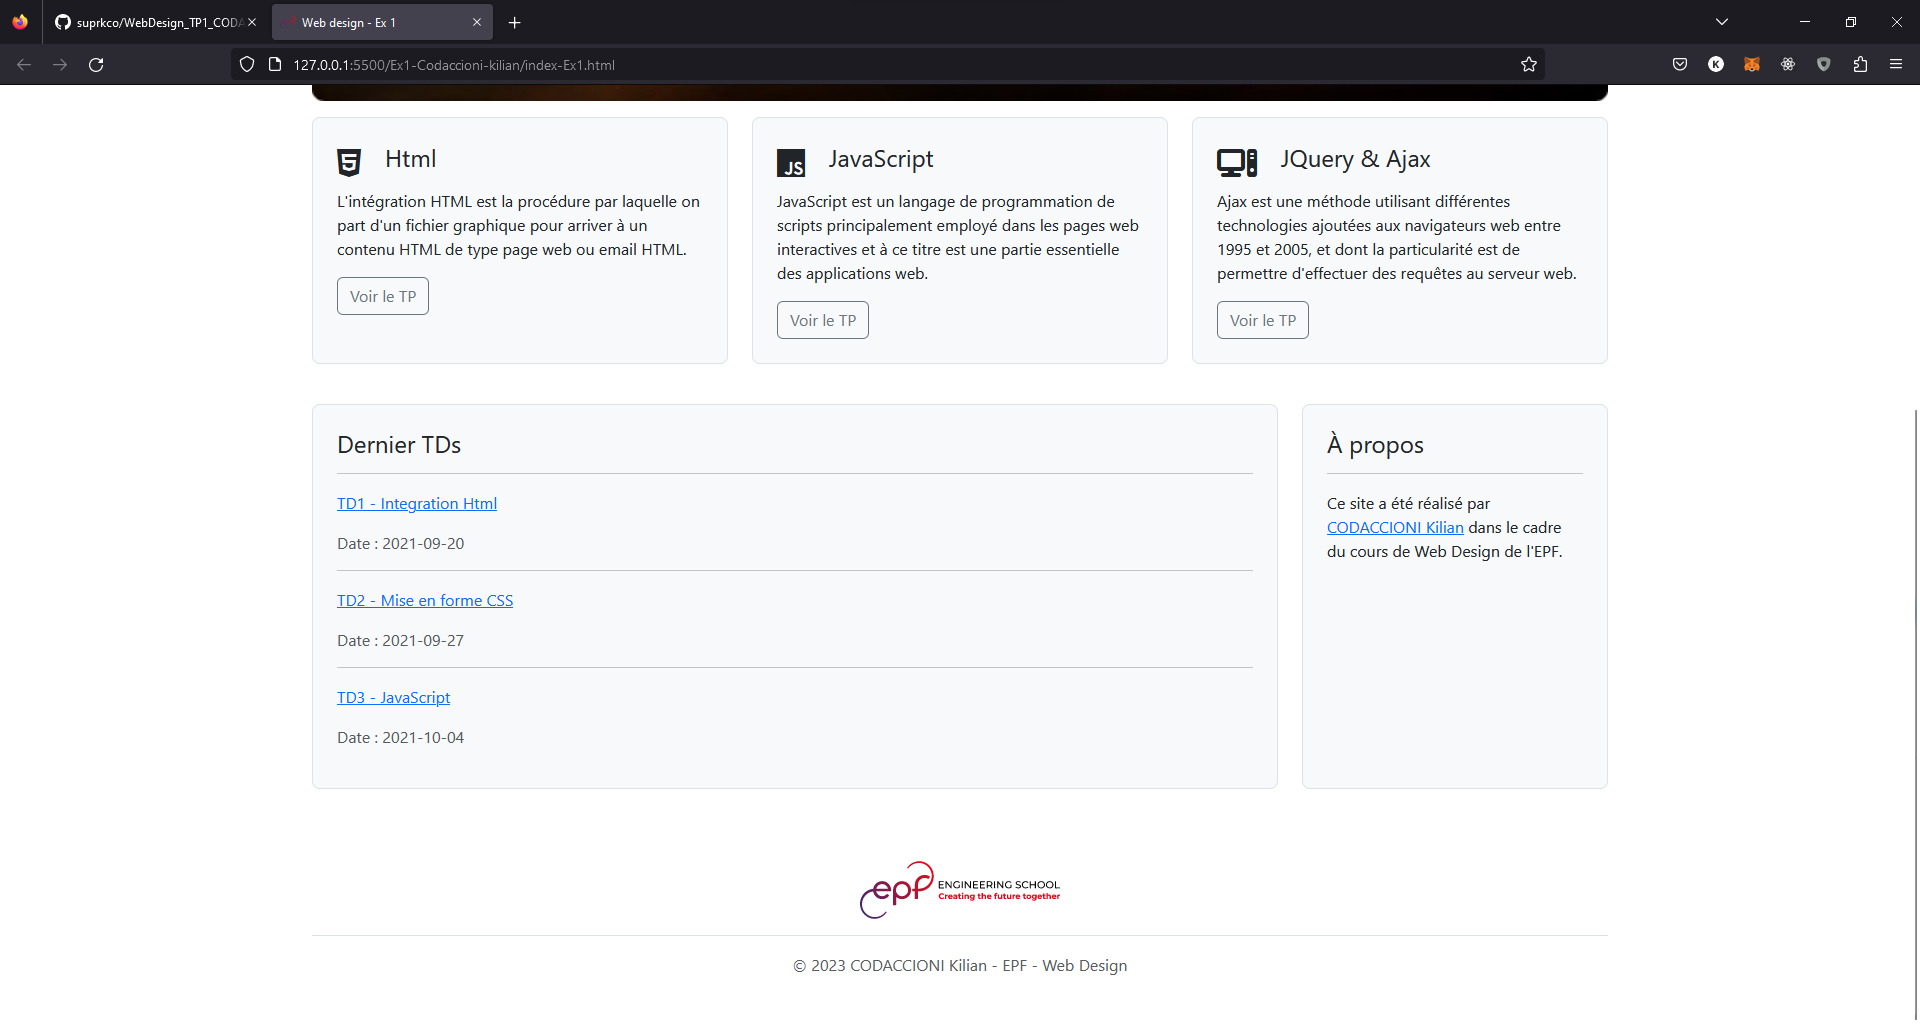 suprkco/WebDesign_TP1_CODA
Web design - Ex 1
127.0.0.1:5500/Ex1-Codaccioni-kilian/index-Ex1.html
K
Html
L'intégration HTML est la procédure par laquelle on
part d'un fichier graphique pour arriver à un
contenu HTML de type page web ou email HTML.
Voir le TP
JS
JavaScript
JavaScript est un langage de programmation de
scripts principalement employé dans les pages web
interactives et à ce titre est une partie essentielle
des applications web.
Voir le TP
JQuery & Ajax
Ajax est une méthode utilisant différentes
technologies ajoutées aux navigateurs web entre
1995 et 2005, et dont la particularité est de
permettre d'effectuer des requêtes au serveur web.
Voir le TP
Dernier TDs
TD1 - Integration Html
Date : 2021-09-20
TD2 - Mise en forme CSS
Date : 2021-09-27
TD3 - JavaScript
Date : 2021-10-04
À propos
Ce site a été réalisé par
CODACCIONI Kilian dans le cadre
du cours de Web Design de l'EPF.
epf ENGINEERING SCHOOL
Creating the future together
© 2023 CODACCIONI Kilian - EPF - Web Design